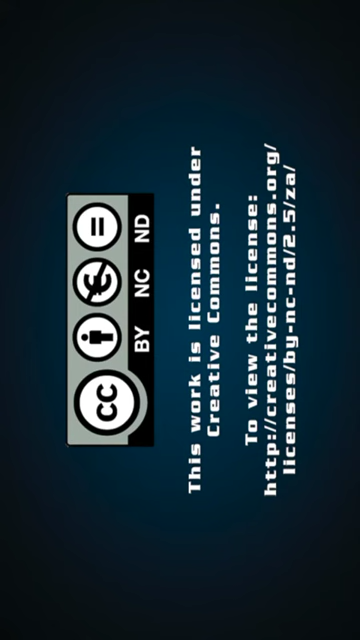 cc
BY NC ND
This work is licensed under
Creative Commons.
To view the license:
http://creativecommons.org/
licenses/by-nc-nd/2.5/za/